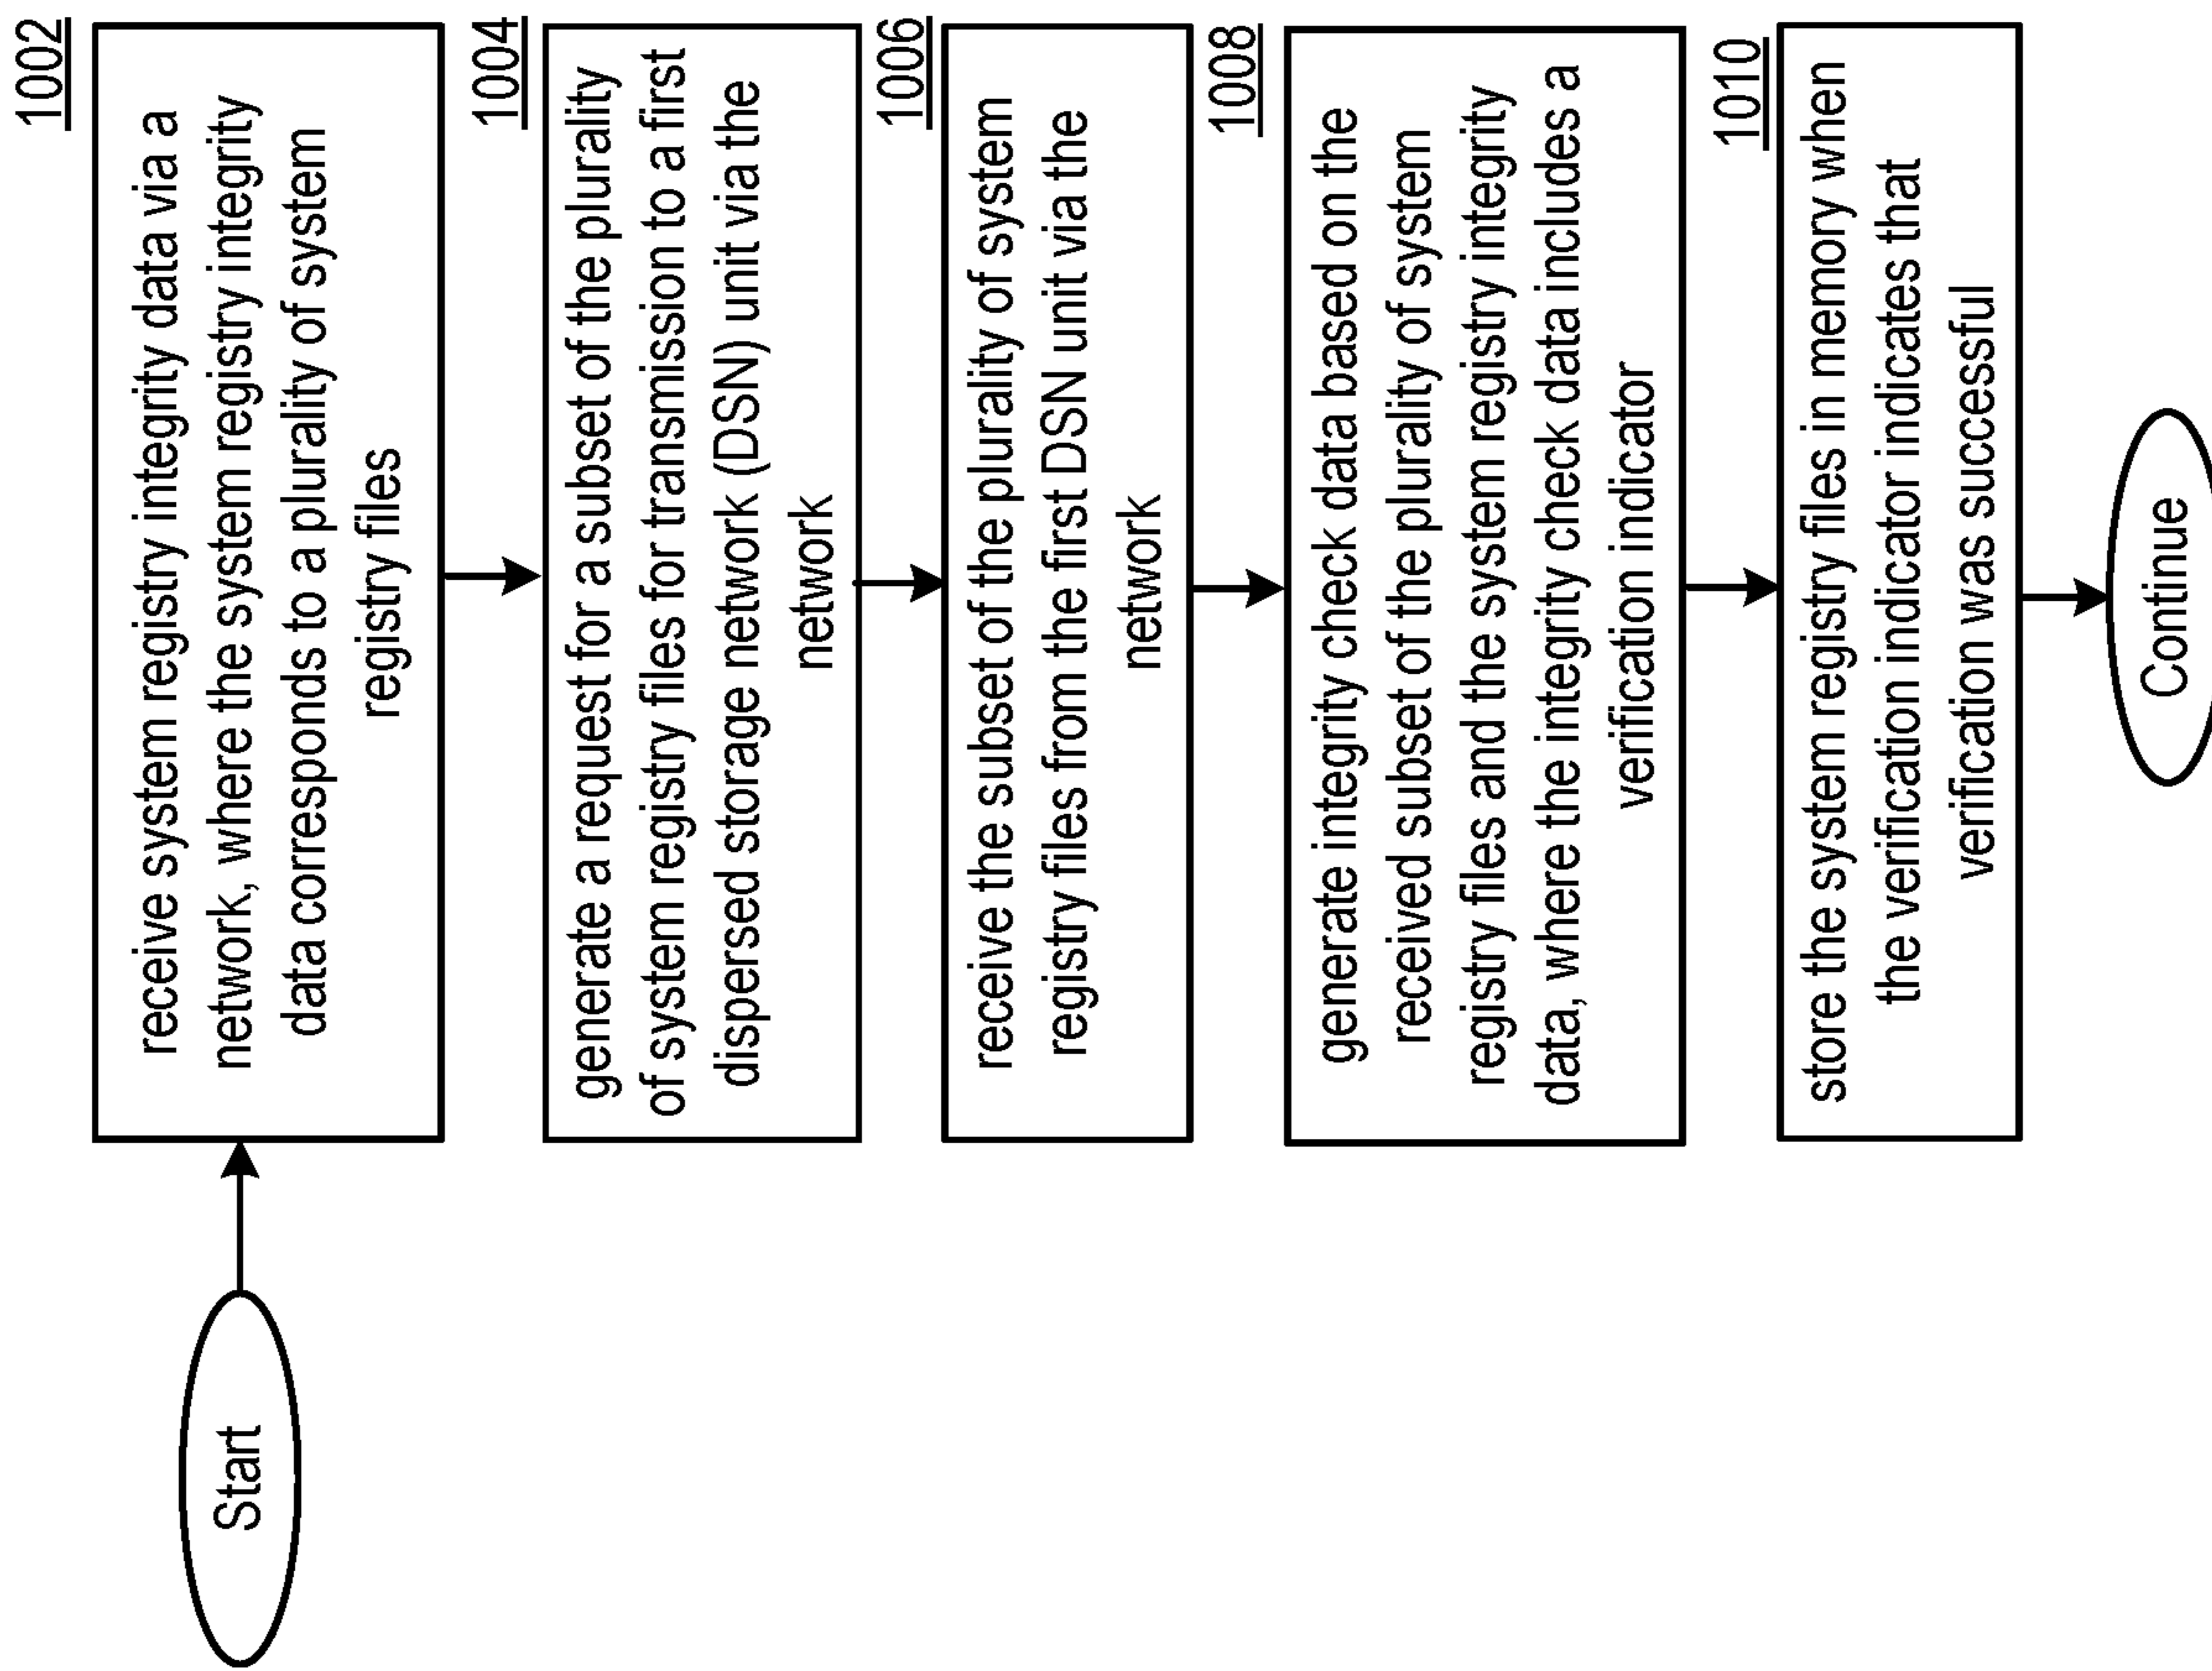 Start
1002
receive system registry integrity data via a
network, where the system registry integrity
data corresponds to a plurality of system
registry files
1004
generate a request for a subset of the plurality
of system registry files for transmission to a first
dispersed storage network (DSN) unit via the
network
1006
receive the subset of the plurality of system
registry files from the first DSN unit via the
network
1008
generate integrity check data based on the
received subset of the plurality of system
registry files and the system registry integrity
data, where the integrity check data includes a
verification indicator
1010
store the system registry files in memory when
the verification indicator indicates that
verification was successful
Continue